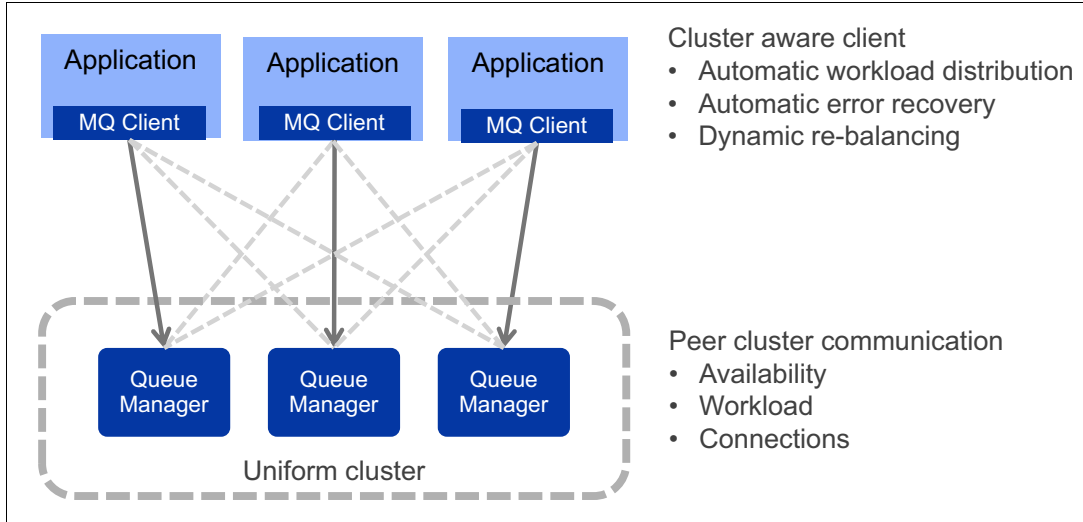 Application
Application
Application
MQ Client
MQ Client
MQ Client
Cluster aware client
• Automatic workload distribution
• Automatic error recovery
• Dynamic re-balancing
Queue
Manager
Queue
Manager
Queue
Manager
Uniform cluster
Peer cluster communication
• Availability
• Workload
• Connections